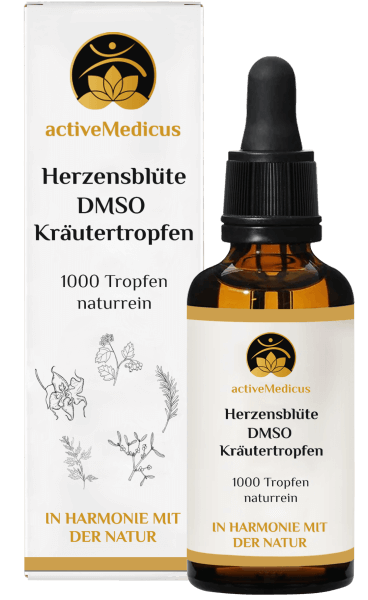 activeMedicus
Herzensblüte
DMSO
Kräutertropfen
1000 Tropfen
naturrein
IN HARMONIE MIT
DER NATUR
activeMedicus
Herzensblüte
DMSO
Kräutertropfen
1000 Tropfen
naturrein
IN HARMONIE MIT
DER NATUR